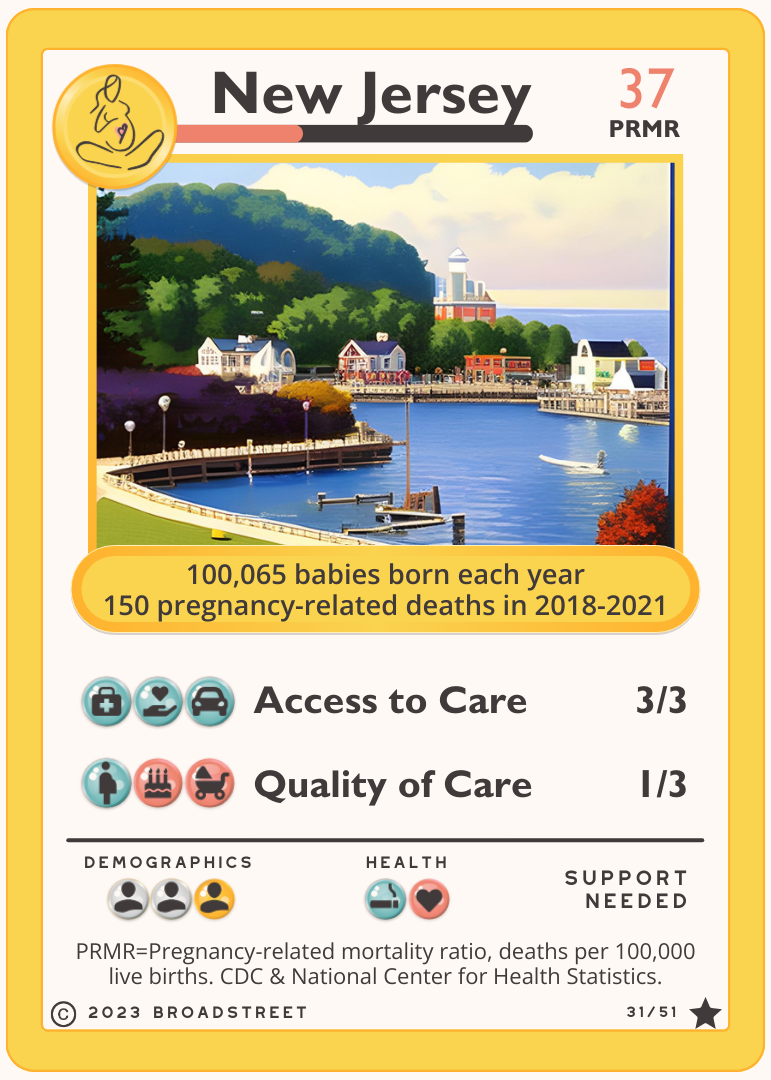 New Jersey
37
PRMR
100,065 babies born each year
150 pregnancy-related deaths in 2018-2021
Access to Care 3/3
Quality of Care 1/3
DEMOGRAPHICS
HEALTH
SUPPORT
NEEDED
PRMR=Pregnancy-related mortality ratio, deaths per 100,000
live births. CDC & National Center for Health Statistics.
© 2023 BROADSTREET
31/51